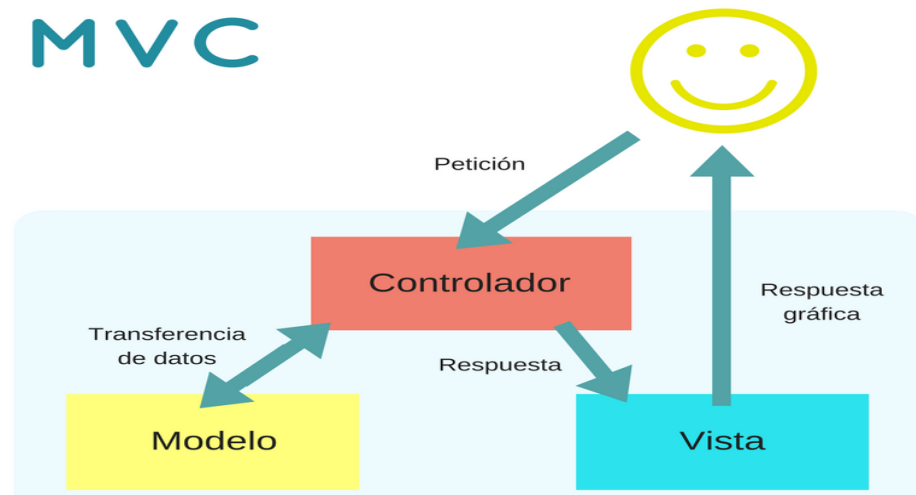 MVC
Petición
Controlador
Transferencia
de datos
Respuesta
Respuesta
gráfica
Modelo
Vista